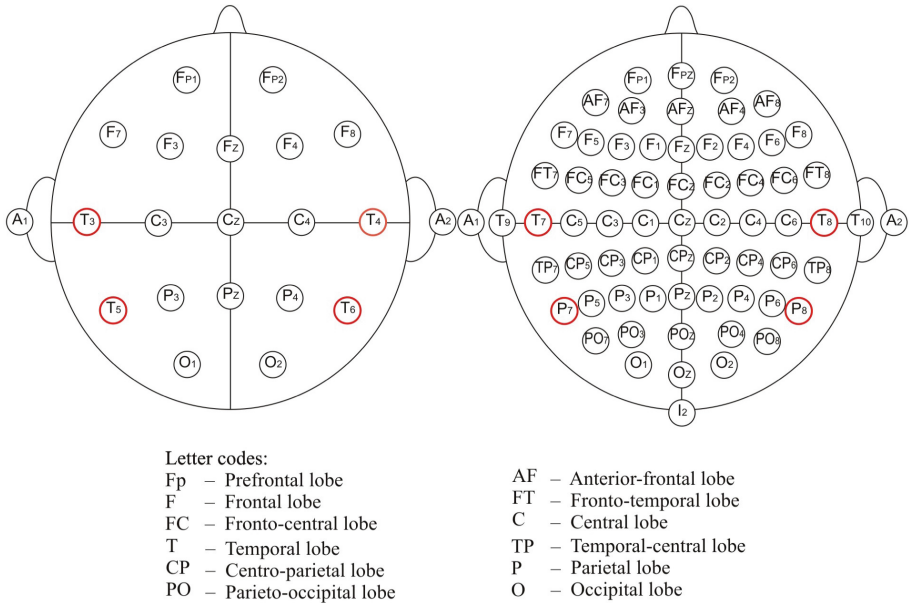 FP1 FP2
F7 F3 FZ F4 F8
A1 T3 C3 CZ C4 T4 A2
T5 P3 PZ P4 T6
O1 O2
FP1 FPZ FP2
AF7 AF3 AFZ AF4 AF8
F7 F5 F3 F1 FZ F2 F4 F6 F8
FT7 FC5 FC3 FC1 FCZ FC2 FC4 FC6 FT8
A1 T9 T7 C5 C3 C1 CZ C2 C4 C6 T8 T10 A2
TP7 CP5 CP3 CP1 CPZ CP2 CP4 CP6 TP8
P7 P5 P3 P1 PZ P2 P4 P6 P8
PO7 PO3 POZ PO4 PO8
O1 OZ O2
I2
Letter codes:
Fp – Prefrontal lobe
F – Frontal lobe
FC – Fronto-central lobe
T – Temporal lobe
CP – Centro-parietal lobe
PO – Parieto-occipital lobe
AF – Anterior-frontal lobe
FT – Fronto-temporal lobe
C – Central lobe
TP – Temporal-central lobe
P – Parietal lobe
O – Occipital lobe